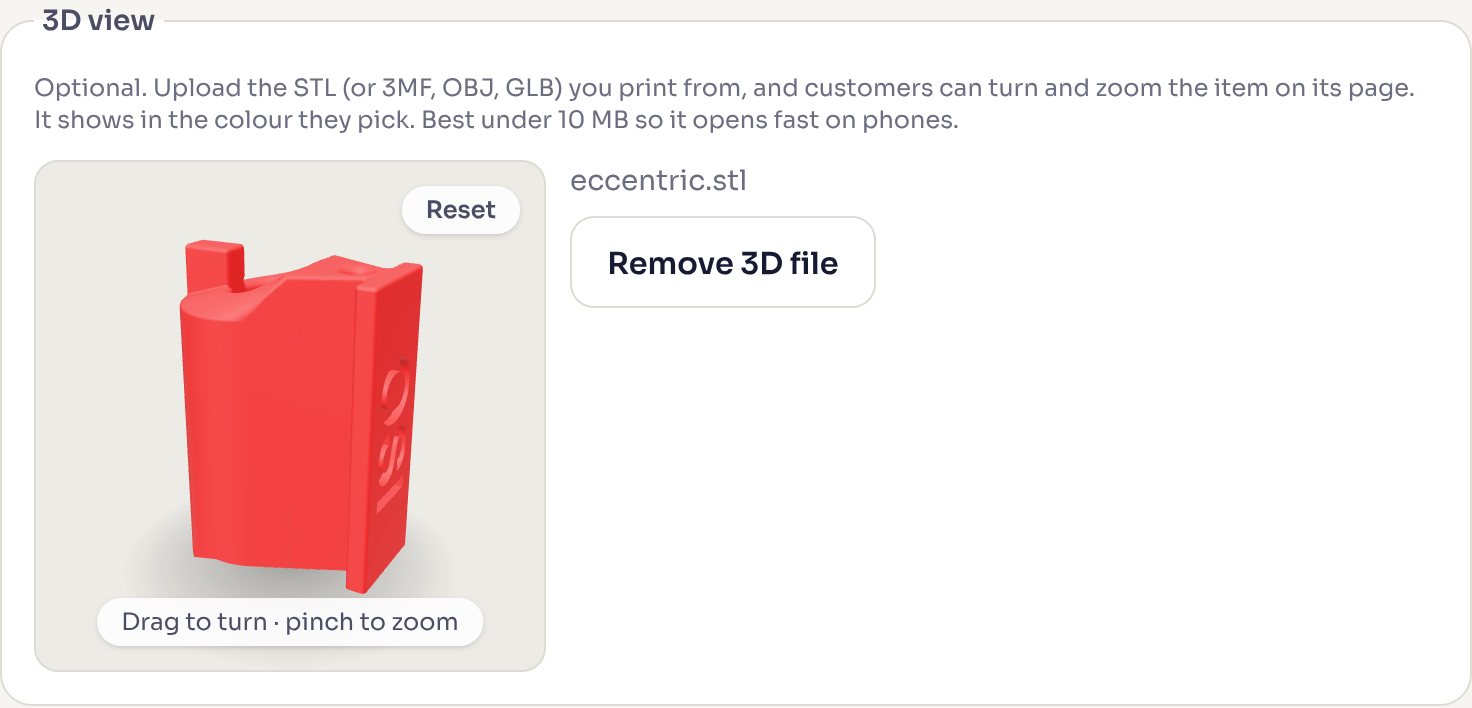 3D view
Optional. Upload the STL (or 3MF, OBJ, GLB) you print from, and customers can turn and zoom the item on its page.
It shows in the colour they pick. Best under 10 MB so it opens fast on phones.
Reset
eccentric.stl
Remove 3D file
Drag to turn · pinch to zoom